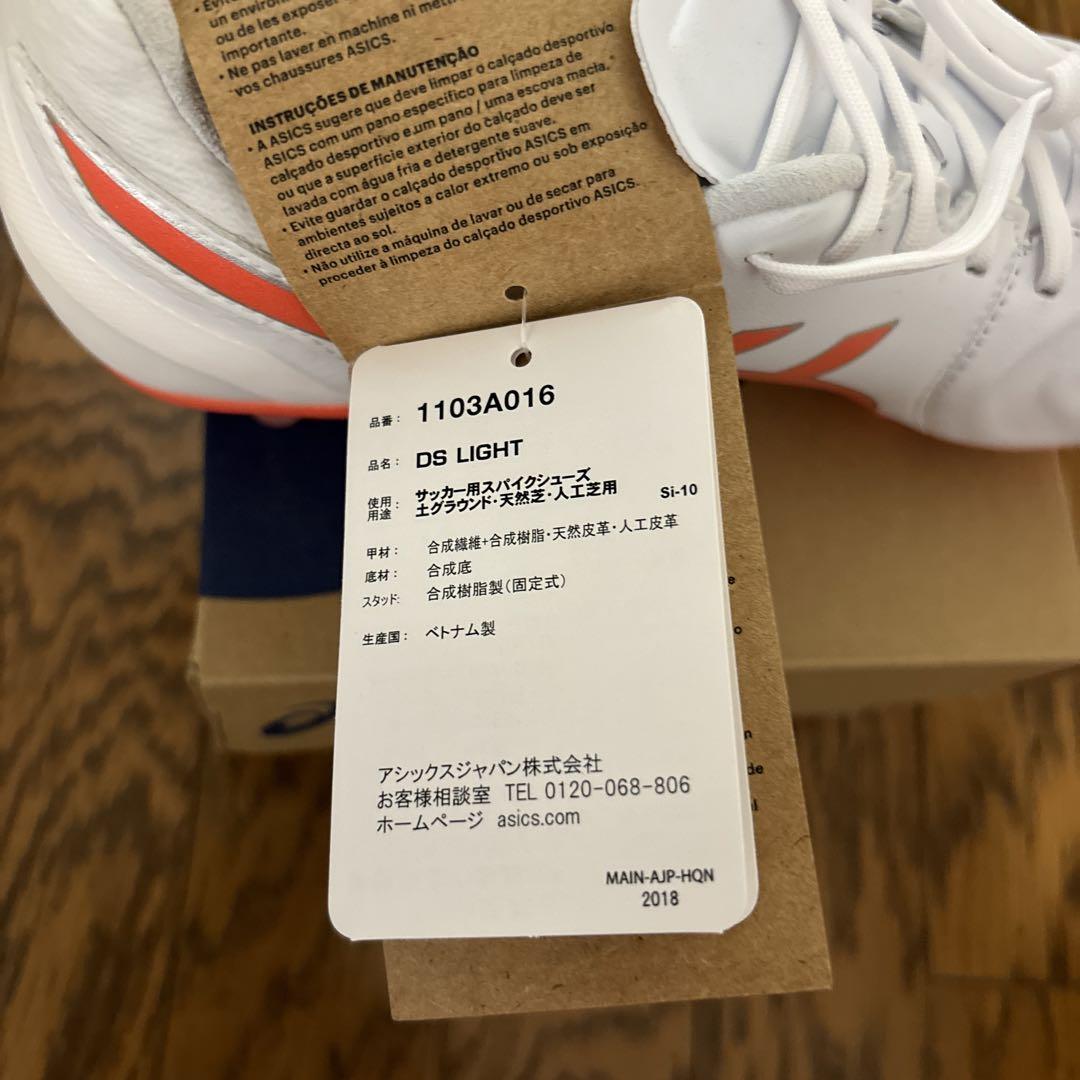 • Évite
un environ
ou de les exposer
importante.
• Ne pas laver en machine ni mettr
vos chaussures ASICS.
INSTRUÇÕES DE MANUTENÇÃO
• A ASICS sugere que deve limpar o calçado desportivo
ASICS com um pano específico para limpeza de
calçado desportivo e um pano / uma escova macia.
ou que a superfície exterior do calçado deve ser
lavada com água fria e detergente suave.
• Evite guardar o calçado desportivo ASICS em
ambientes sujeitos a calor extremo ou sob exposição
directa ao sol.
• Não utilize a máquina de lavar ou de secar para
proceder à limpeza do calçado desportivo ASICS.
品番: 1103A016
品名: DS LIGHT
使用用途: サッカー用スパイクシューズ
土グラウンド・天然芝・人工芝用 Si-10
甲材: 合成繊維+合成樹脂・天然皮革・人工皮革
底材: 合成底
スタッド: 合成樹脂製(固定式)
生産国: ベトナム製
アシックスジャパン株式会社
お客様相談室 TEL 0120-068-806
ホームページ asics.com
MAIN-AJP-HQN
2018